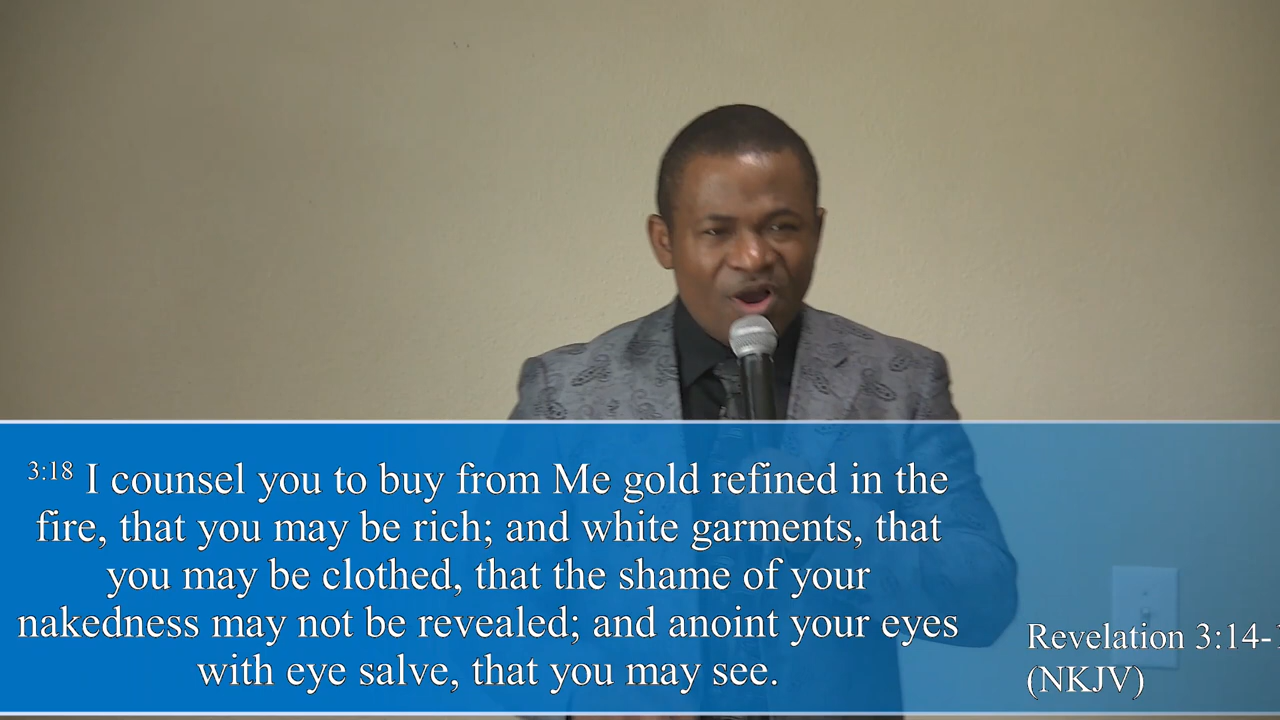 3:18 I counsel you to buy from Me gold refined in the
fire, that you may be rich; and white garments, that
you may be clothed, that the shame of your
nakedness may not be revealed; and anoint your eyes
with eye salve, that you may see.
Revelation 3:14-
(NKJV)